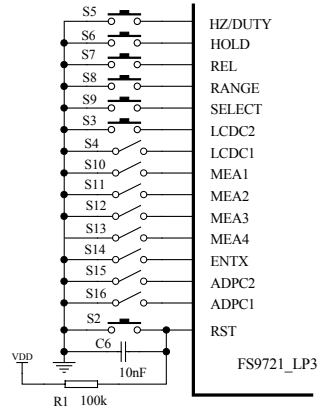 S5 HZ/DUTY
S6 HOLD
S7 REL
S8 RANGE
S9 SELECT
S3 LCDC2
S4 LCDC1
S10 MEA1
S11 MEA2
S12 MEA3
S13 MEA4
S14 ENTX
S15 ADPC2
S16 ADPC1
S2 RST
C6
VDD
10nF
FS9721_LP3
R1 100k